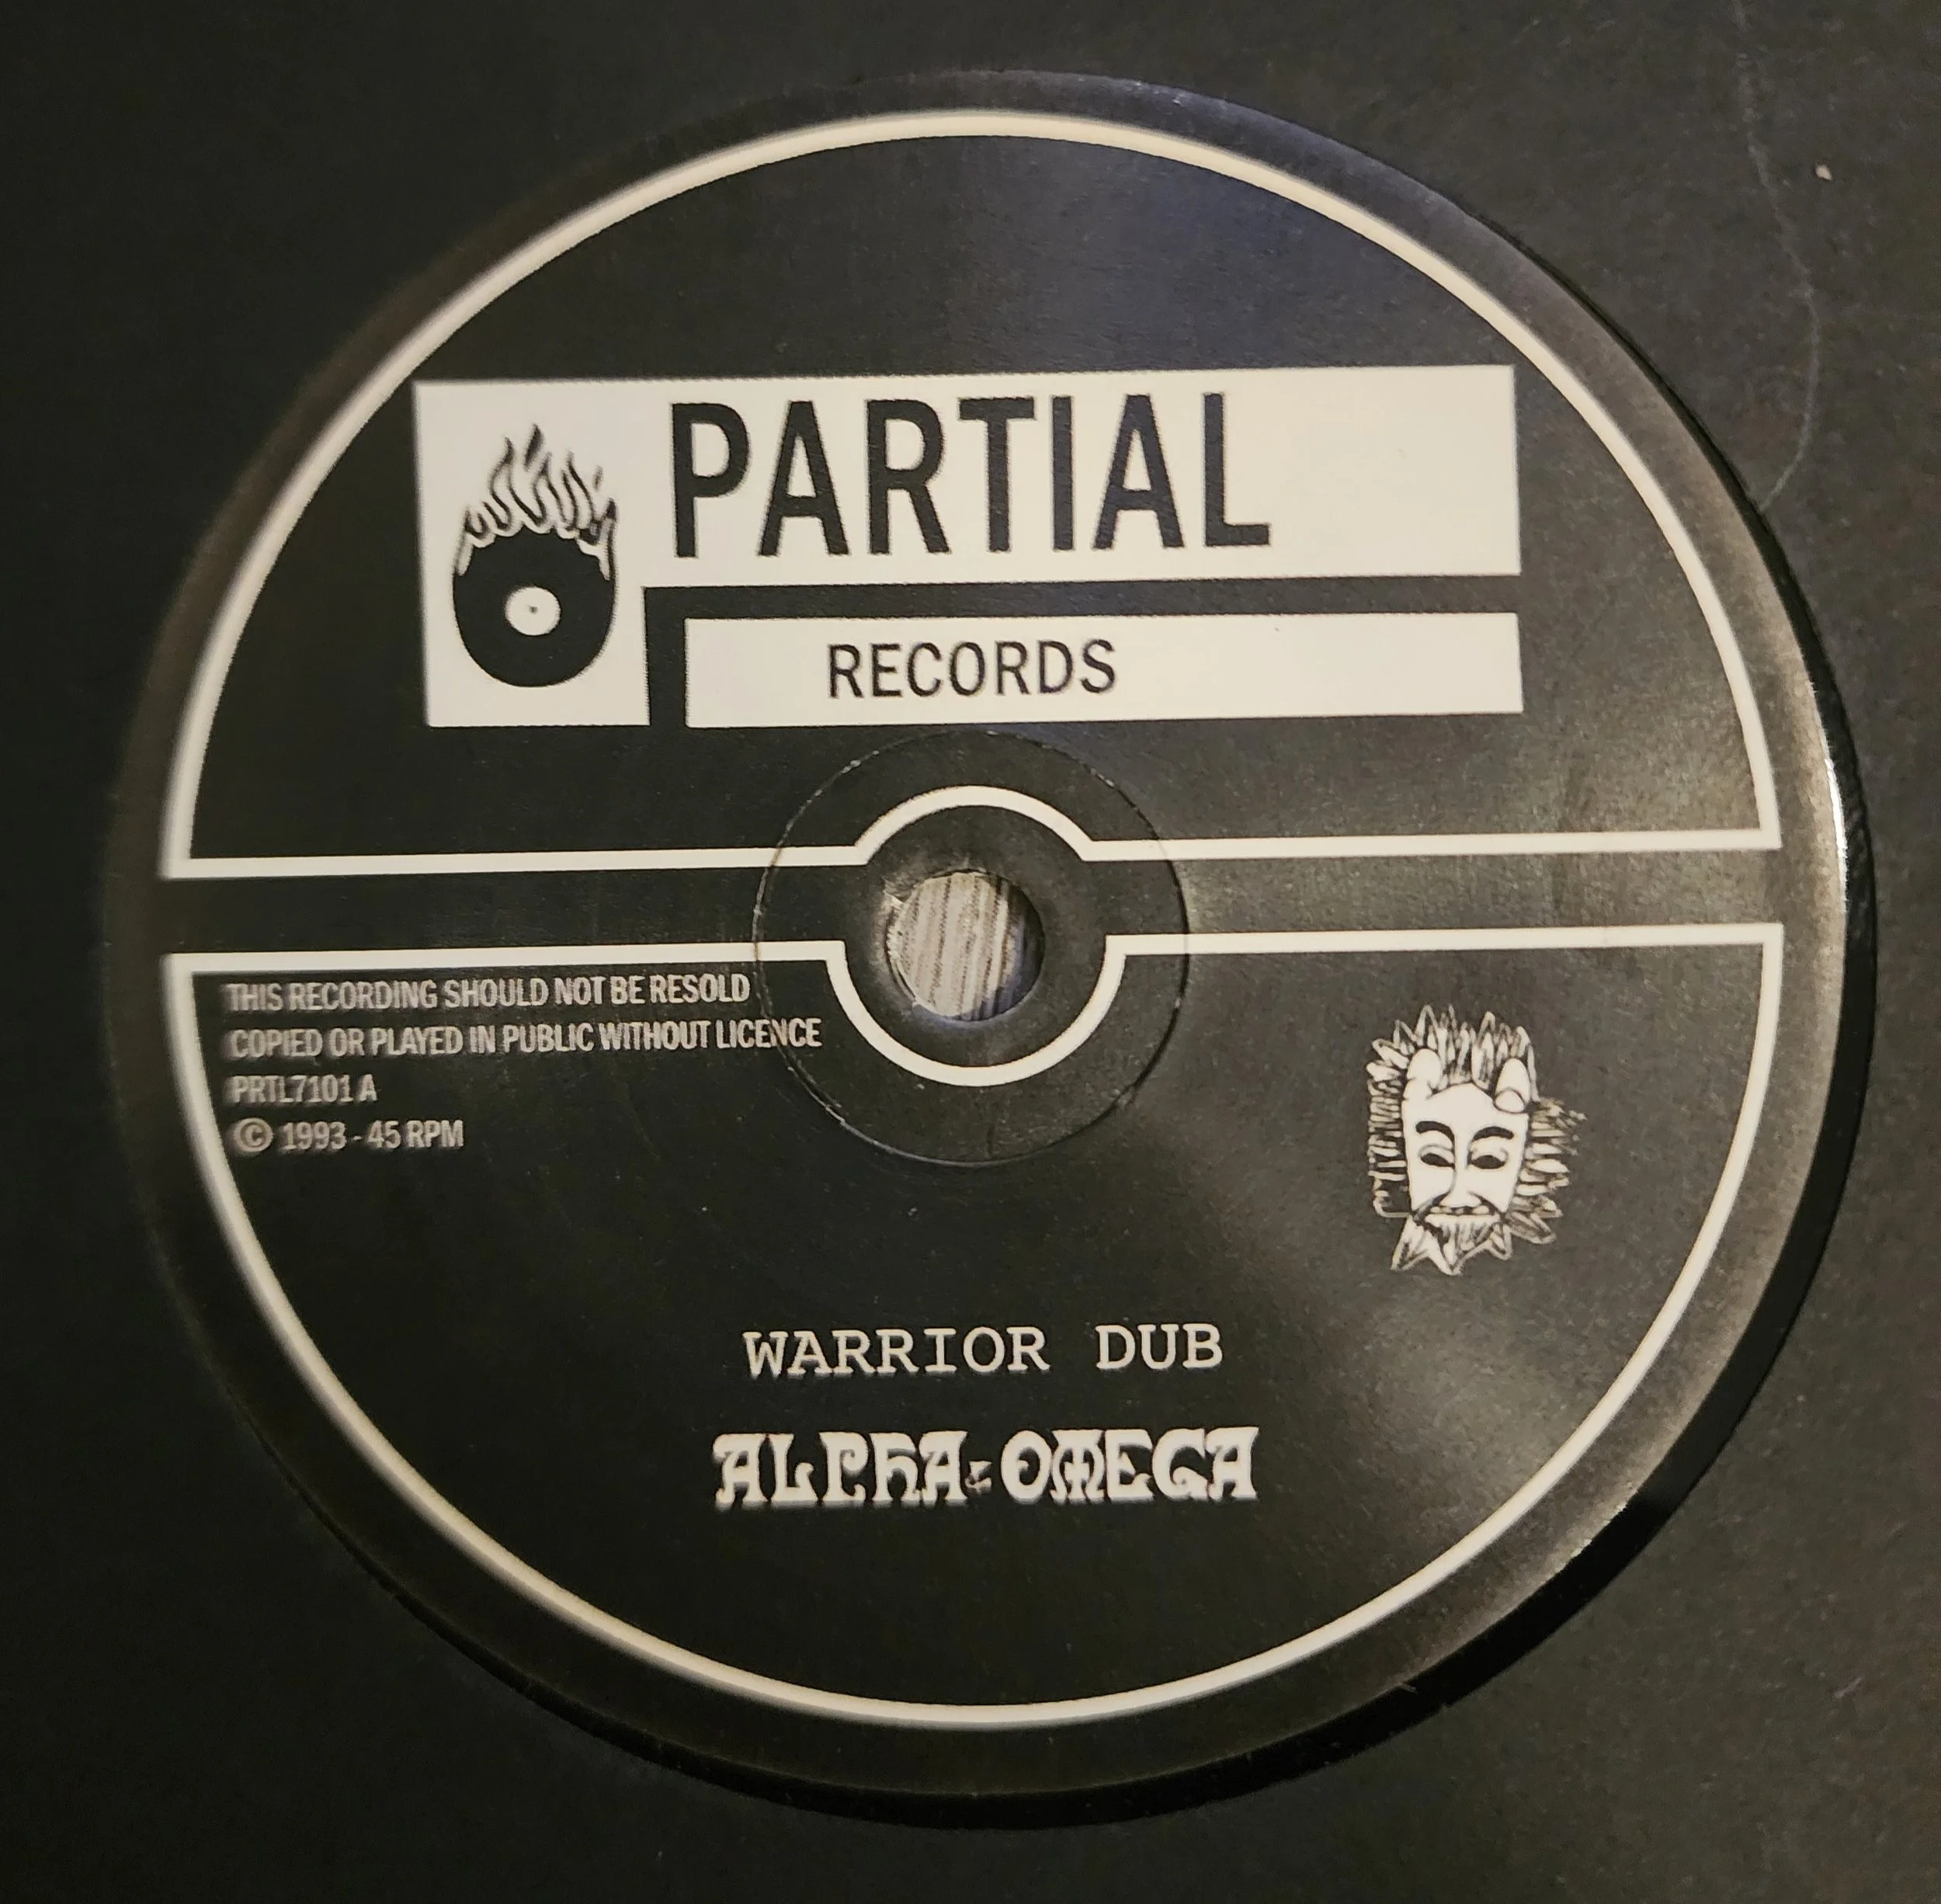 PARTIAL
RECORDS
THIS RECORDING SHOULD NOT BE RESOLD
COPIED OR PLAYED IN PUBLIC WITHOUT LICENCE
PRTL7101 A
© 1993 - 45 RPM
WARRIOR DUB
ALPHA & OMEGA